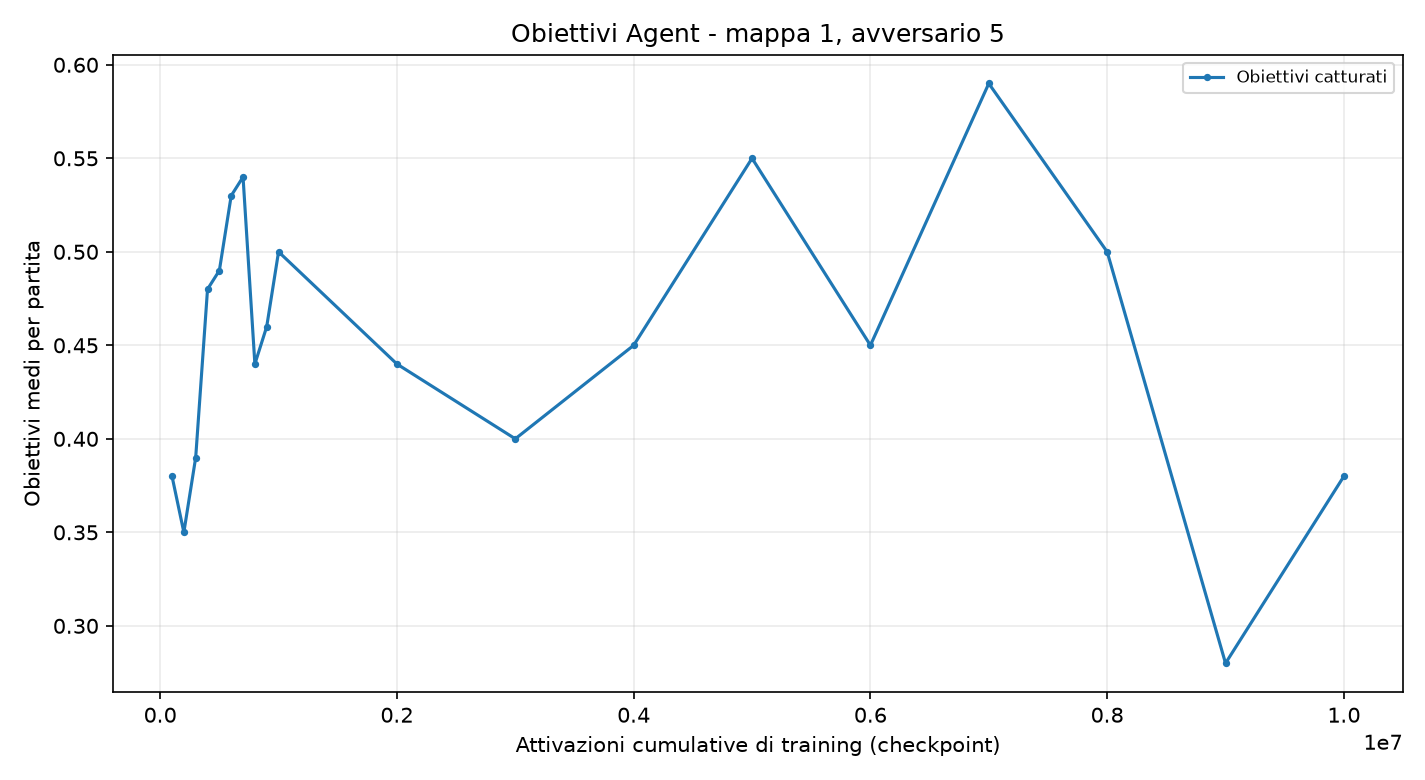 Obiettivi Agent - mappa 1, avversario 5
Obiettivi catturati
Obiettivi medi per partita
0.60
0.55
0.50
0.45
0.40
0.35
0.30
0.0 0.2 0.4 0.6 0.8 1.0
1e7
Attivazioni cumulative di training (checkpoint)